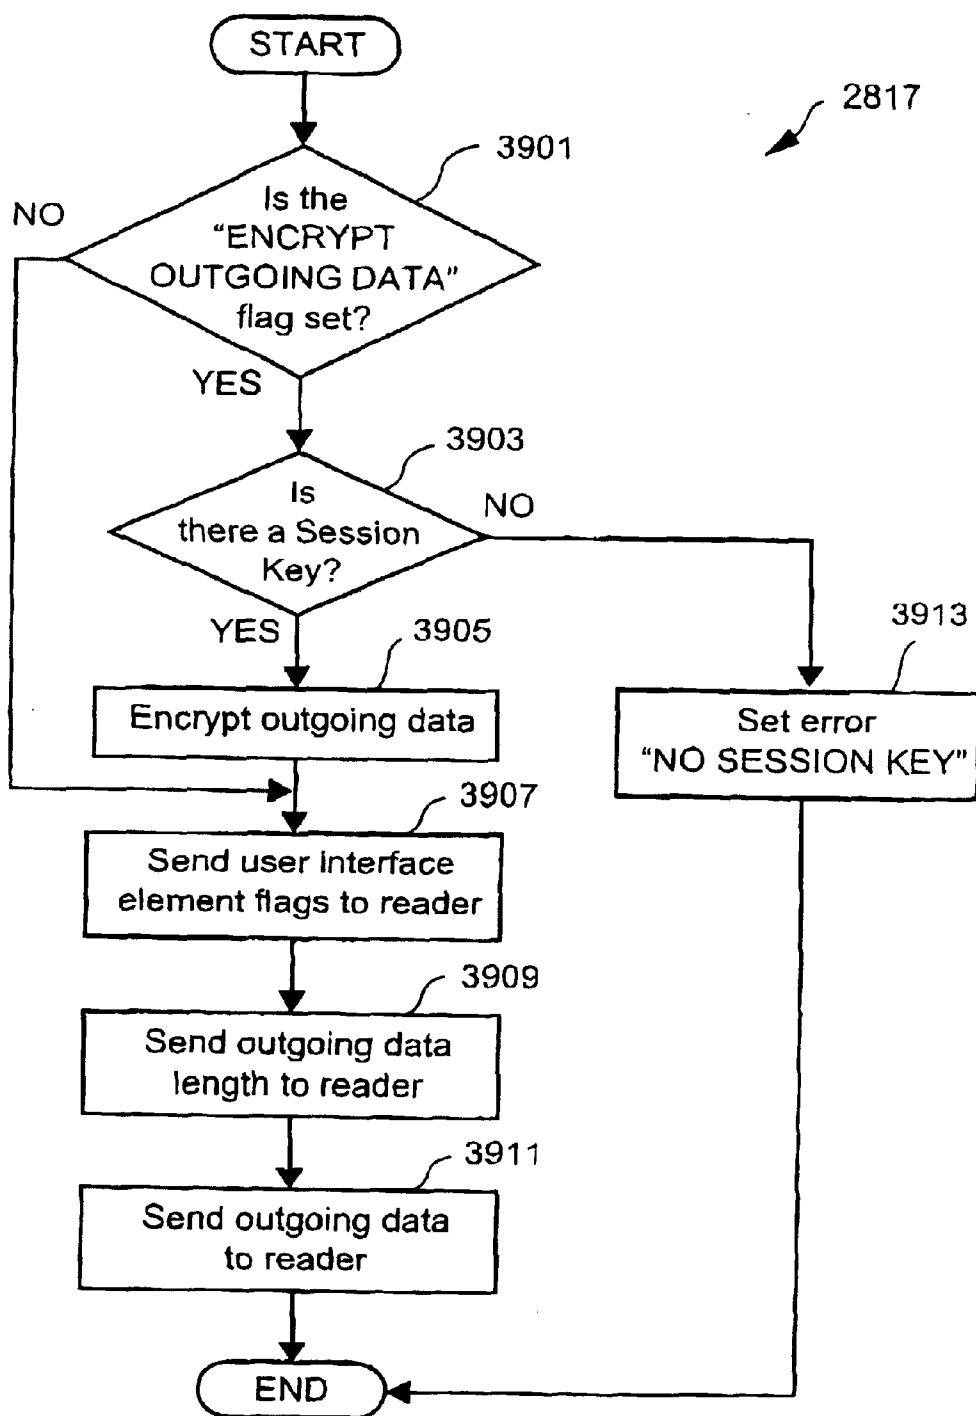 START
2817
3901
Is the
“ENCRYPT
OUTGOING DATA”
flag set?
NO
YES
3903
Is
there a Session
Key?
NO
YES
3905
Encrypt outgoing data
3913
Set error
“NO SESSION KEY”
3907
Send user interface
element flags to reader
3909
Send outgoing data
length to reader
3911
Send outgoing data
to reader
END